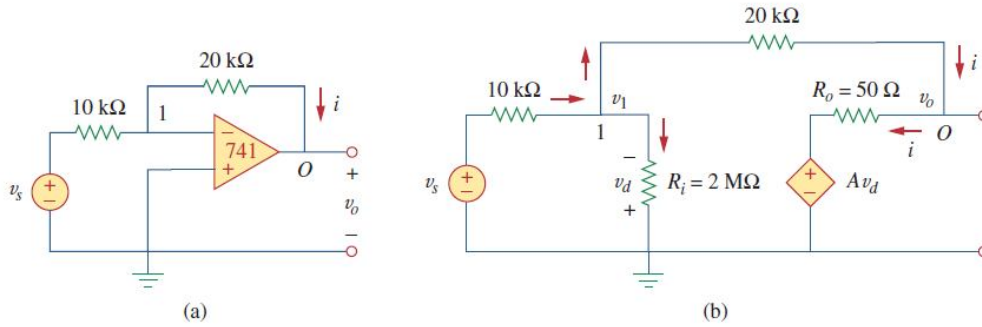 20 kΩ
10 kΩ
1
i
−
741
+
O
+
v_s
+
−
v_o
−
(a)
20 kΩ
i
10 kΩ
v_1
R_o = 50 Ω
v_o
1
i
O
−
v_s
+
−
v_d
R_i = 2 MΩ
+
−
Av_d
+
(b)